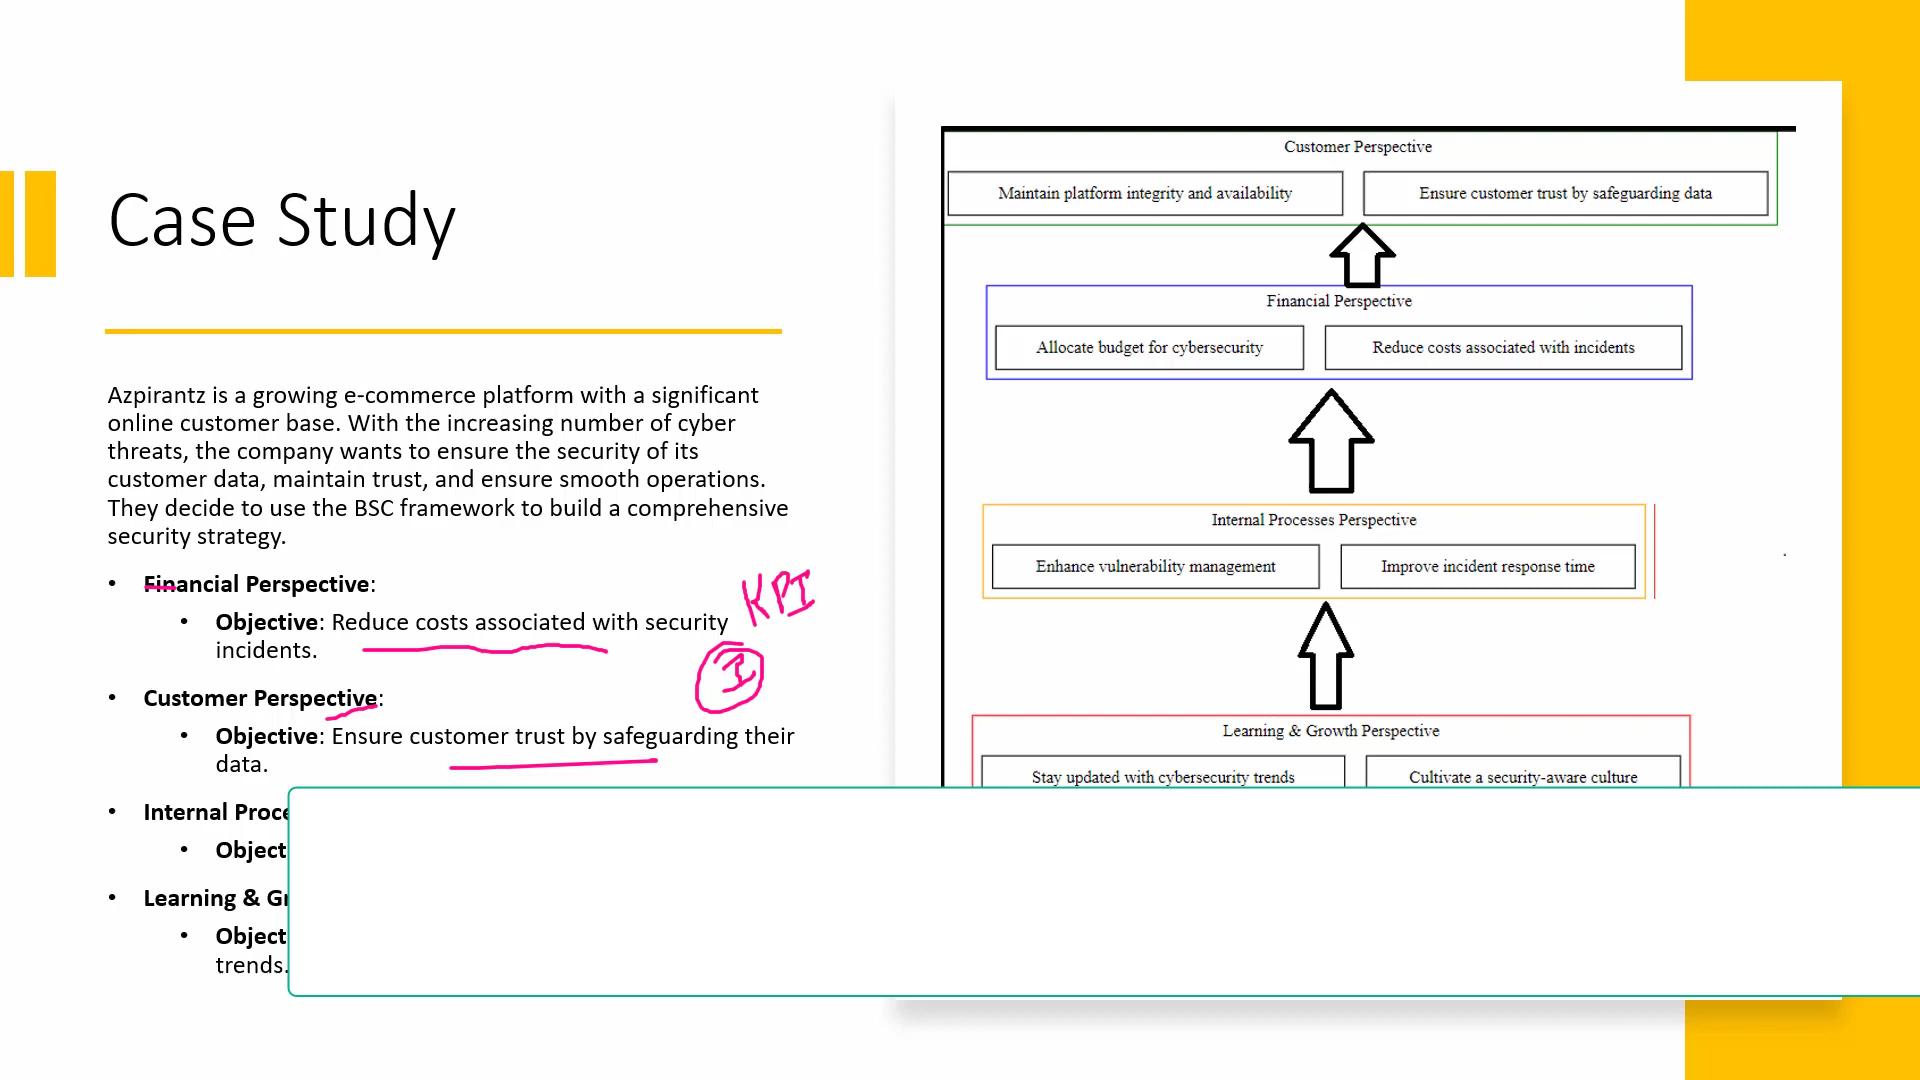 Case Study
Azpirantz is a growing e-commerce platform with a significant
online customer base. With the increasing number of cyber
threats, the company wants to ensure the security of its
customer data, maintain trust, and ensure smooth operations.
They decide to use the BSC framework to build a comprehensive
security strategy.
• Financial Perspective:
• Objective: Reduce costs associated with security
incidents.
KPI
I
• Customer Perspective:
• Objective: Ensure customer trust by safeguarding their
data.
• Internal
•
• Learning &
•
trends.
Customer Perspective
Maintain platform integrity and availability
Ensure customer trust by safeguarding data
Financial Perspective
Allocate budget for cybersecurity
Reduce costs associated with incidents
Internal Processes Perspective
Enhance vulnerability management
Improve incident response time
Learning & Growth Perspective
Stay updated with cybersecurity trends
Cultivate a security-aware culture